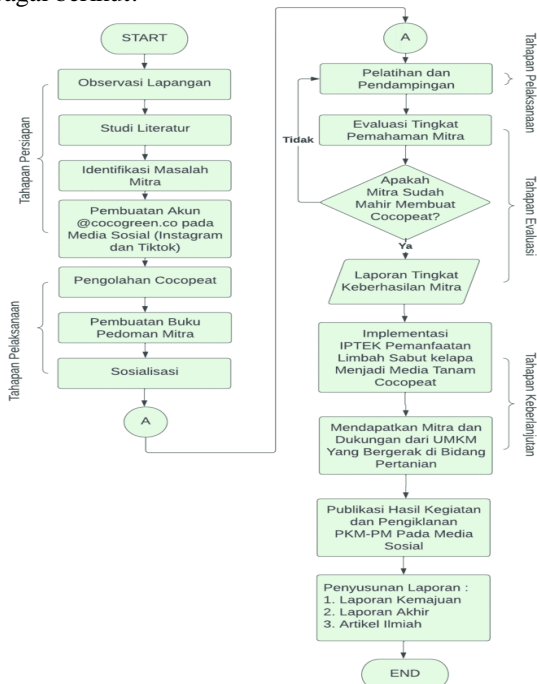 START
Observasi Lapangan
Studi Literatur
Identifikasi Masalah
Mitra
Pembuatan Akun
@cocogreen.co pada
Media Sosial (Instagram
dan Tiktok)
Tahapan Persiapan
Pengolahan Cocopeat
Pembuatan Buku
Pedoman Mitra
Sosialisasi
Tahapan Pelaksanaan
A
A
Pelatihan dan
Pendampingan
Tahapan Pelaksanaan
Evaluasi Tingkat
Pemahaman Mitra
Tidak
Apakah
Mitra Sudah
Mahir Membuat
Cocopeat?
Ya
Laporan Tingkat
Keberhasilan Mitra
Tahapan Evaluasi
Implementasi
IPTEK Pemanfaatan
Limbah Sabut kelapa
Menjadi Media Tanam
Cocopeat
Mendapatkan Mitra dan
Dukungan dari UMKM
Yang Bergerak di Bidang
Pertanian
Tahapan Keberlanjutan
Publikasi Hasil Kegiatan
dan Pengiklanan
PKM-PM Pada Media
Sosial
Penyusunan Laporan :
1. Laporan Kemajuan
2. Laporan Akhir
3. Artikel Ilmiah
END